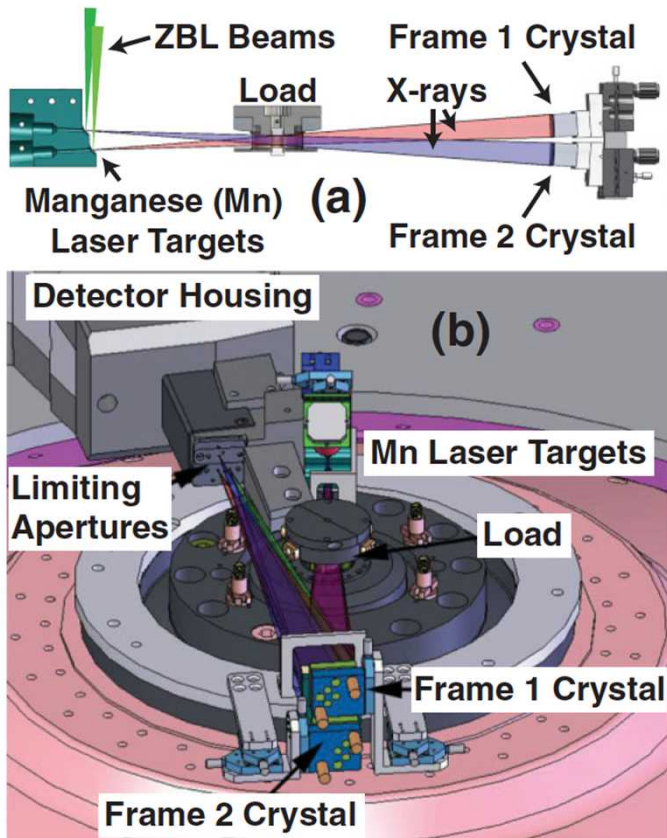 ZBL Beams
Frame 1 Crystal
Load
X-rays
Manganese (Mn)
Laser Targets
(a)
Frame 2 Crystal
Detector Housing
(b)
Mn Laser Targets
Limiting
Apertures
Load
Frame 1 Crystal
Frame 2 Crystal